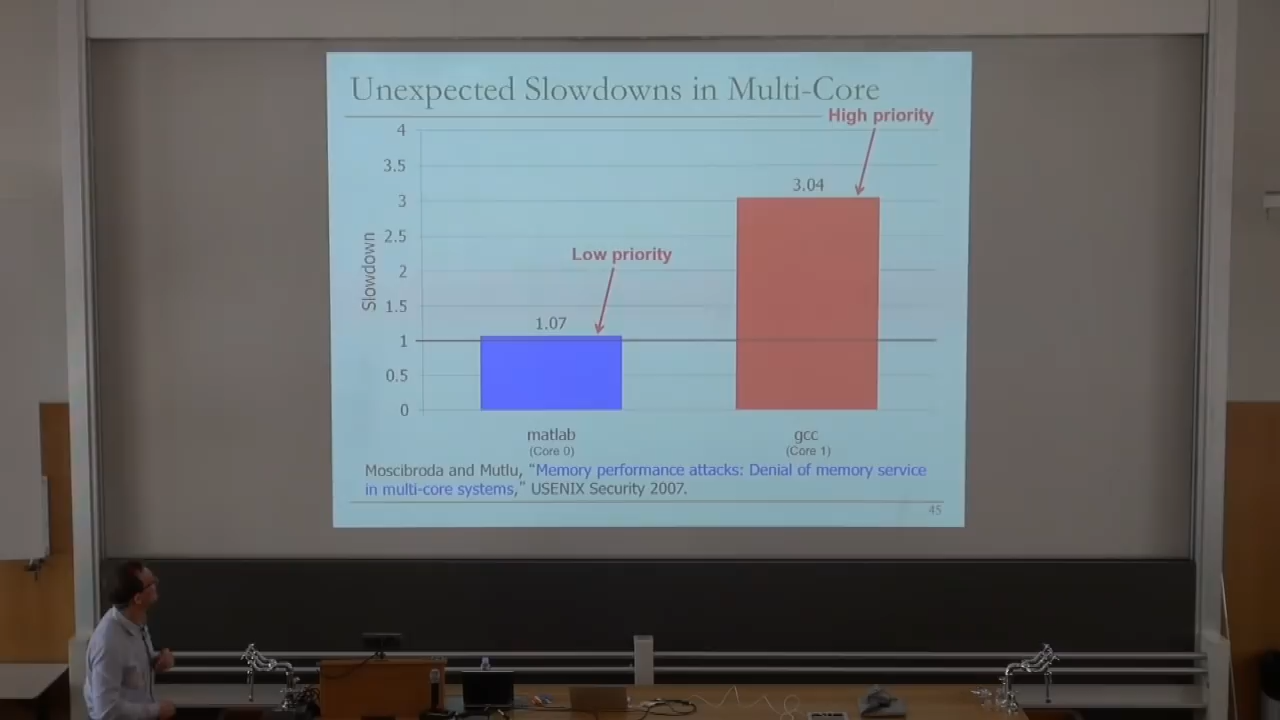 Unexpected Slowdowns in Multi-Core
High priority
4
3.5
3
2.5
2
1.5
1
0.5
0
Slowdown
3.04
Low priority
1.07
matlab
(Core 0)
gcc
(Core 1)
Moscibroda and Mutlu, "Memory performance attacks: Denial of memory service
in multi-core systems," USENIX Security 2007.
45